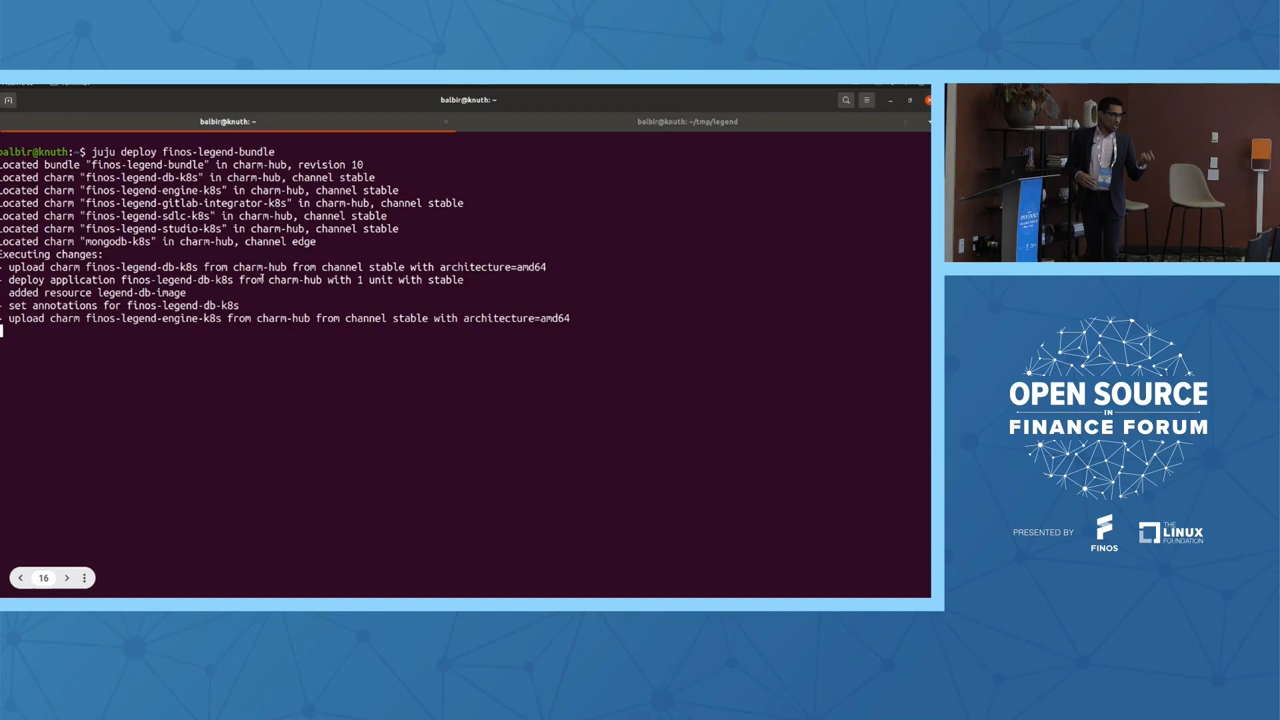 balbir@knuth: ~
balbir@knuth: ~
balbir@knuth: ~/tmp/legend
balbir@knuth:~$ juju deploy finos-legend-bundle
Located bundle "finos-legend-bundle" in charm-hub, revision 10
Located charm "finos-legend-db-k8s" in charm-hub, channel stable
Located charm "finos-legend-engine-k8s" in charm-hub, channel stable
Located charm "finos-legend-gitlab-integrator-k8s" in charm-hub, channel stable
Located charm "finos-legend-sdlc-k8s" in charm-hub, channel stable
Located charm "finos-legend-studio-k8s" in charm-hub, channel stable
Located charm "mongodb-k8s" in charm-hub, channel edge
Executing changes:
- upload charm finos-legend-db-k8s from charm-hub from channel stable with architecture=amd64
- deploy application finos-legend-db-k8s from charm-hub with 1 unit with stable
added resource legend-db-image
- set annotations for finos-legend-db-k8s
- upload charm finos-legend-engine-k8s from charm-hub from channel stable with architecture=amd64
16
OPEN SOURCE
IN
FINANCE FORUM
PRESENTED BY
FINOS
THE
LINUX
FOUNDATION